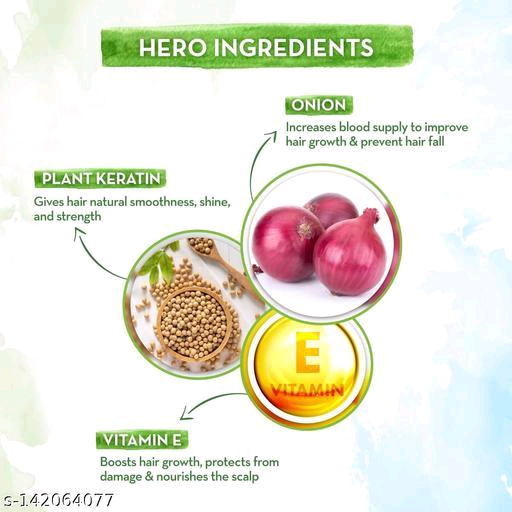 HERO INGREDIENTS
ONION
Increases blood supply to improve
hair growth & prevent hair fall
PLANT KERATIN
Gives hair natural smoothness, shine,
and strength
E
VITAMIN
VITAMIN E
Boosts hair growth, protects from
damage & nourishes the scalp
s-142064077